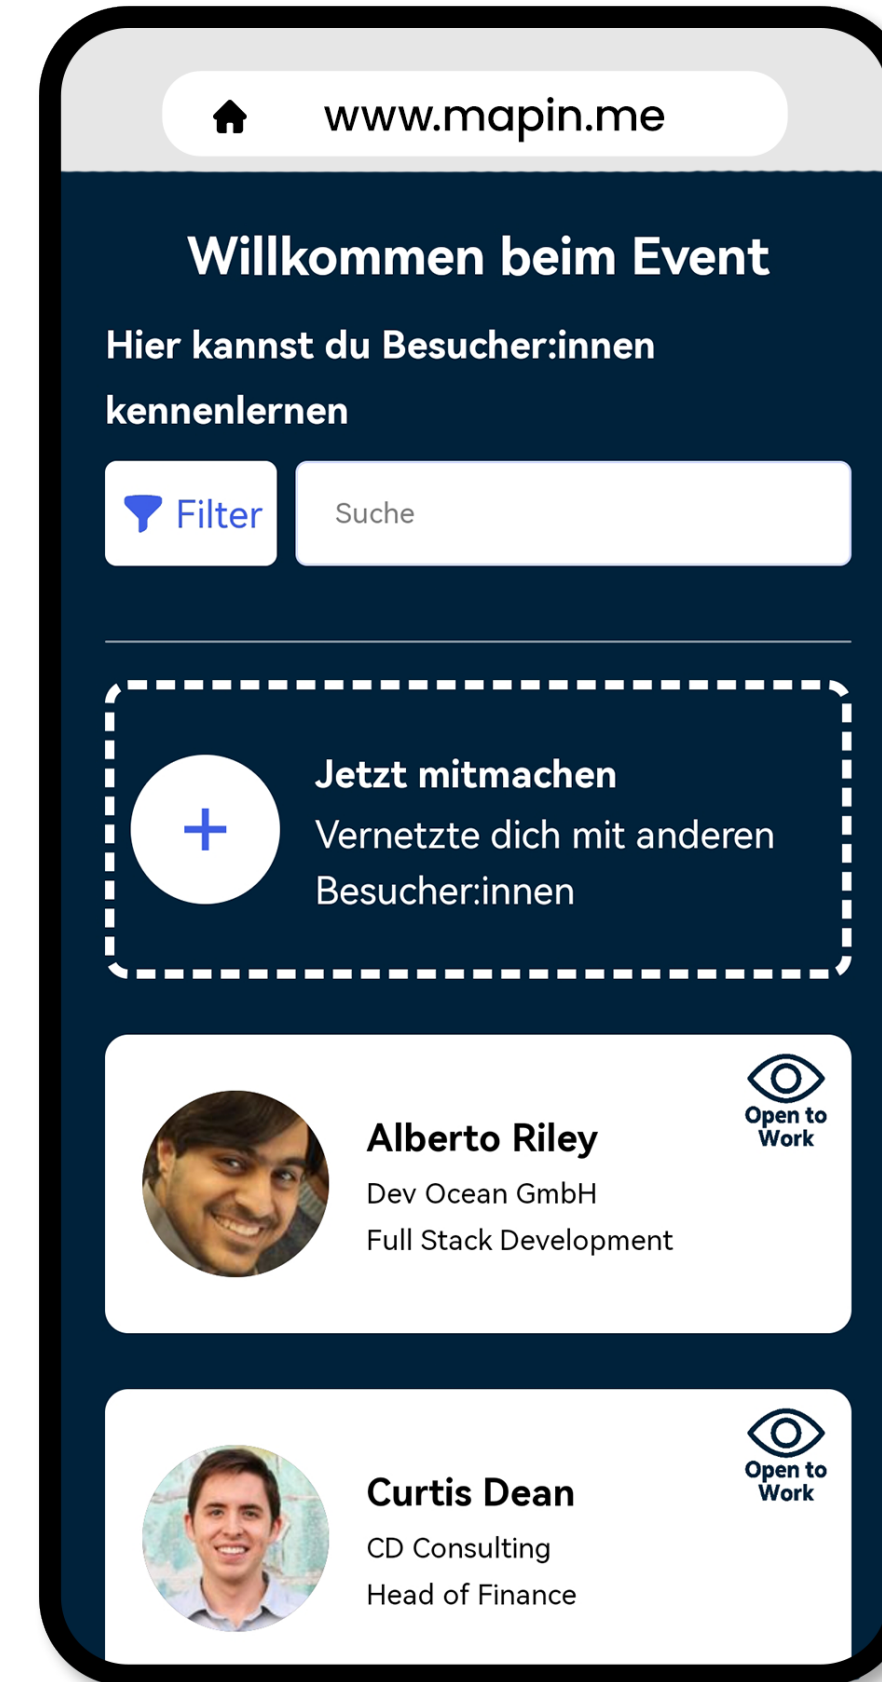 www.mapin.me
Willkommen beim Event
Hier kannst du Besucher:innen
kennenlernen
Filter
Suche
Jetzt mitmachen
Vernetzte dich mit anderen
Besucher:innen
Open to
Work
Alberto Riley
Dev Ocean GmbH
Full Stack Development
Open to
Work
Curtis Dean
CD Consulting
Head of Finance